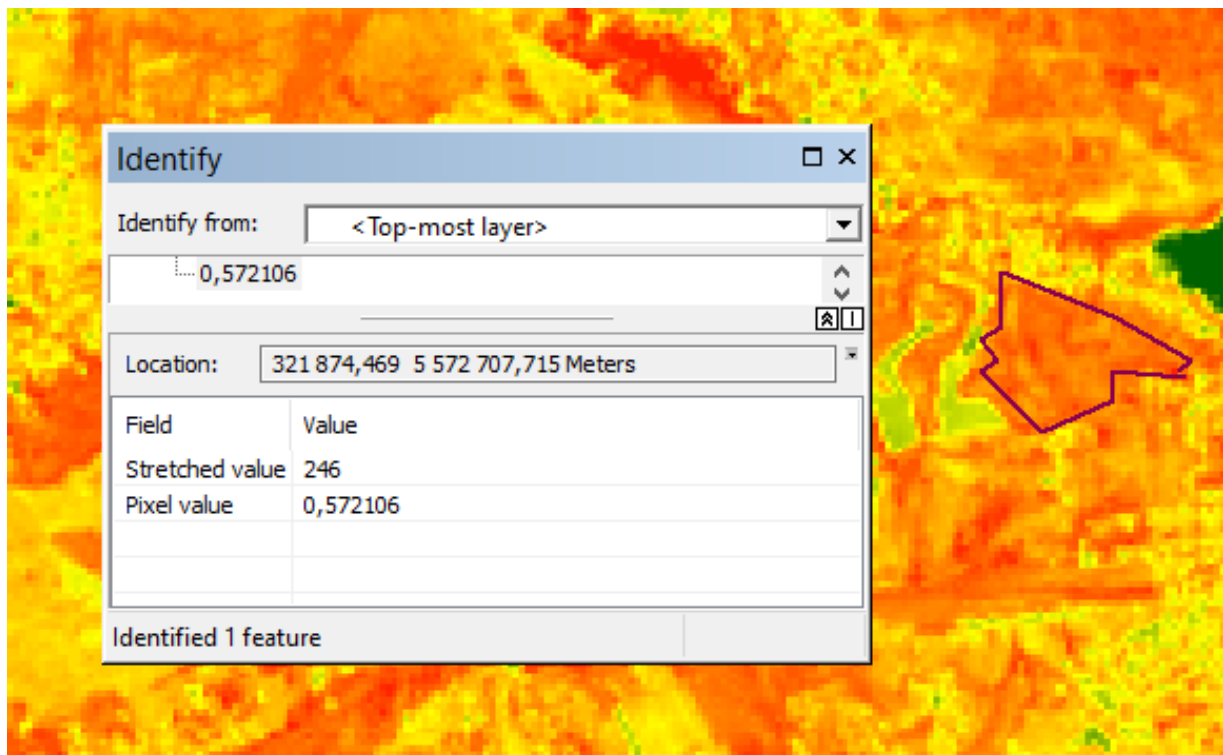 Identify
Identify from: <Top-most layer>
0,572106
Location: 321 874,469 5 572 707,715 Meters
Field Value
Stretched value 246
Pixel value 0,572106
Identified 1 feature